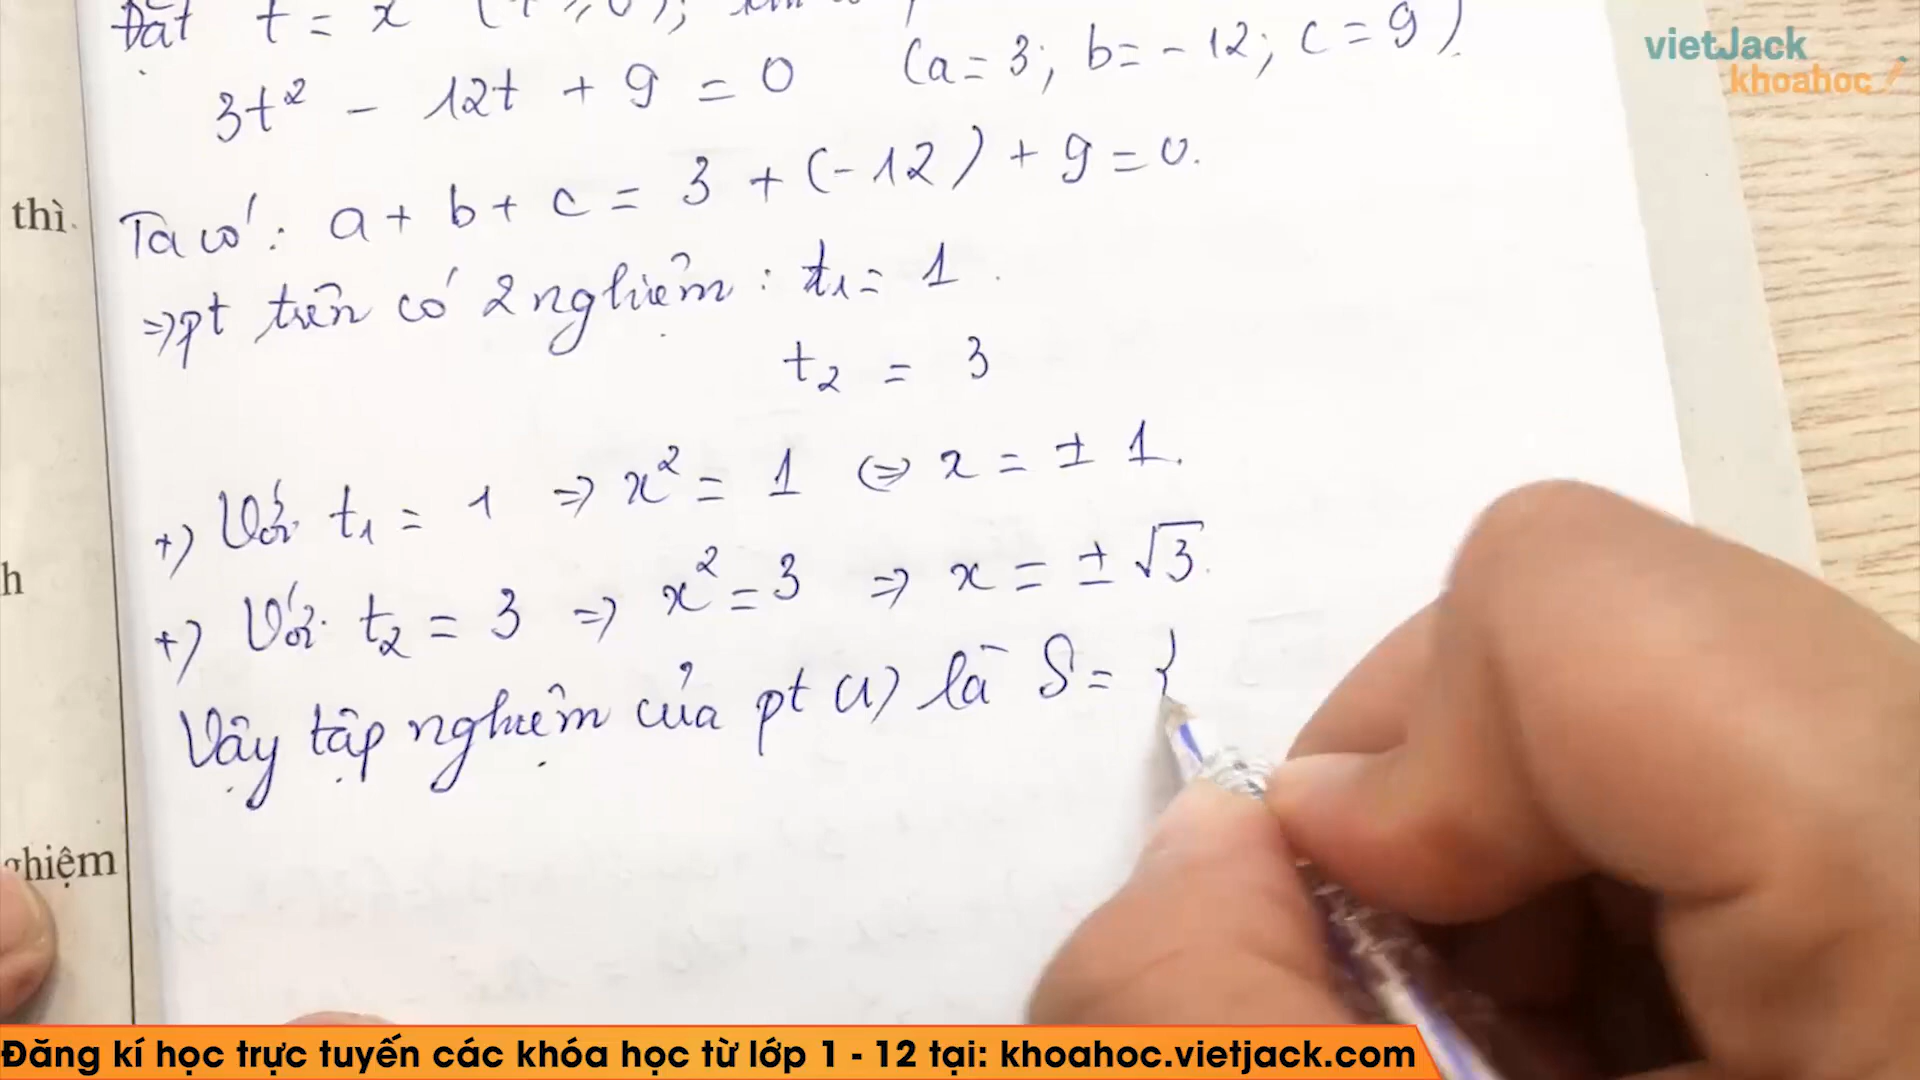 Đặt t = x (t ≥ 0);
3t² - 12t + 9 = 0 (a = 3; b = - 12; c = 9).
Ta có: a + b + c = 3 + (-12) + 9 = 0.
⇒ pt trên có 2 nghiệm: t₁ = 1.
t₂ = 3
+) Với t₁ = 1 ⇒ x² = 1 ⇔ x = ± 1.
+) Với t₂ = 3 ⇒ x² = 3 ⇒ x = ± √3.
Vậy tập nghiệm của pt (1) là S = {
thì
h
ghiệm
vietJack
khoahoc
Đăng kí học trực tuyến các khóa học từ lớp 1 - 12 tại: khoahoc.vietjack.com